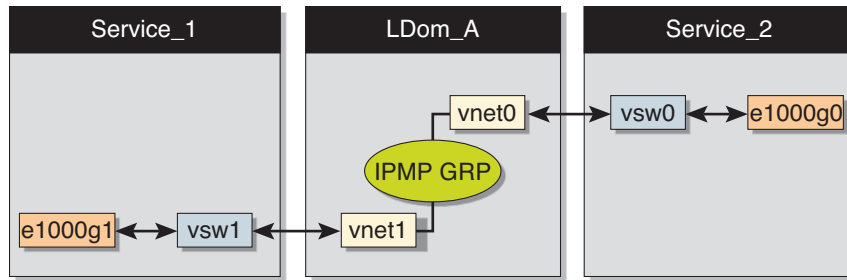 Service_1
LDom_A
Service_2
vnet0
vsw0
e1000g0
IPMP GRP
e1000g1
vsw1
vnet1